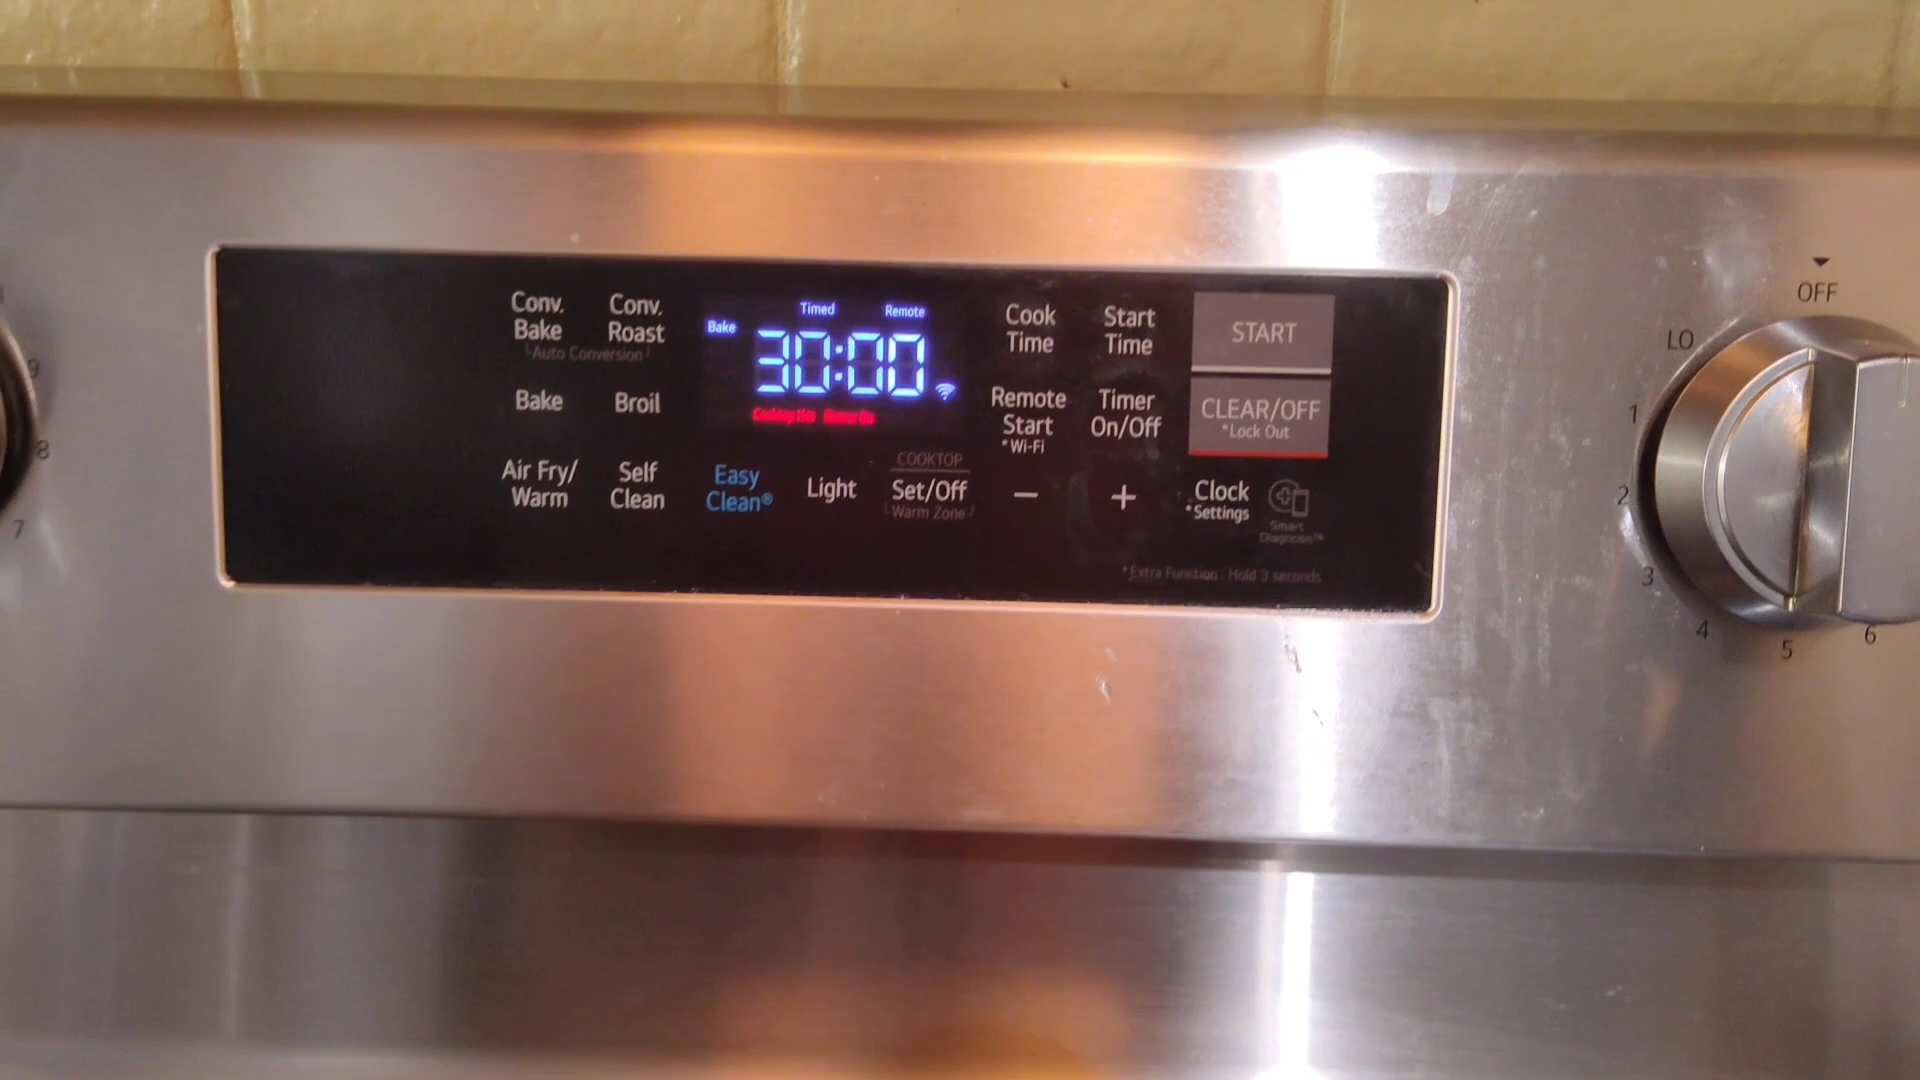 Conv.
Bake
Conv.
Roast
Auto Conversion
Bake
Broil
Air Fry/
Warm
Self
Clean
Easy
Clean®
Light
COOKTOP
Set/Off
Warm Zone
Timed
Remote
Bake
30:00
Cook
Time
Start
Time
Remote
Start
*Wi-Fi
Timer
On/Off
−
+
START
CLEAR/OFF
*Lock Out
Clock
*Settings
Smart
Diagnosis™
*Extra Function : Hold 3 seconds
OFF
LO
1
2
3
4
5
6
9
8
7